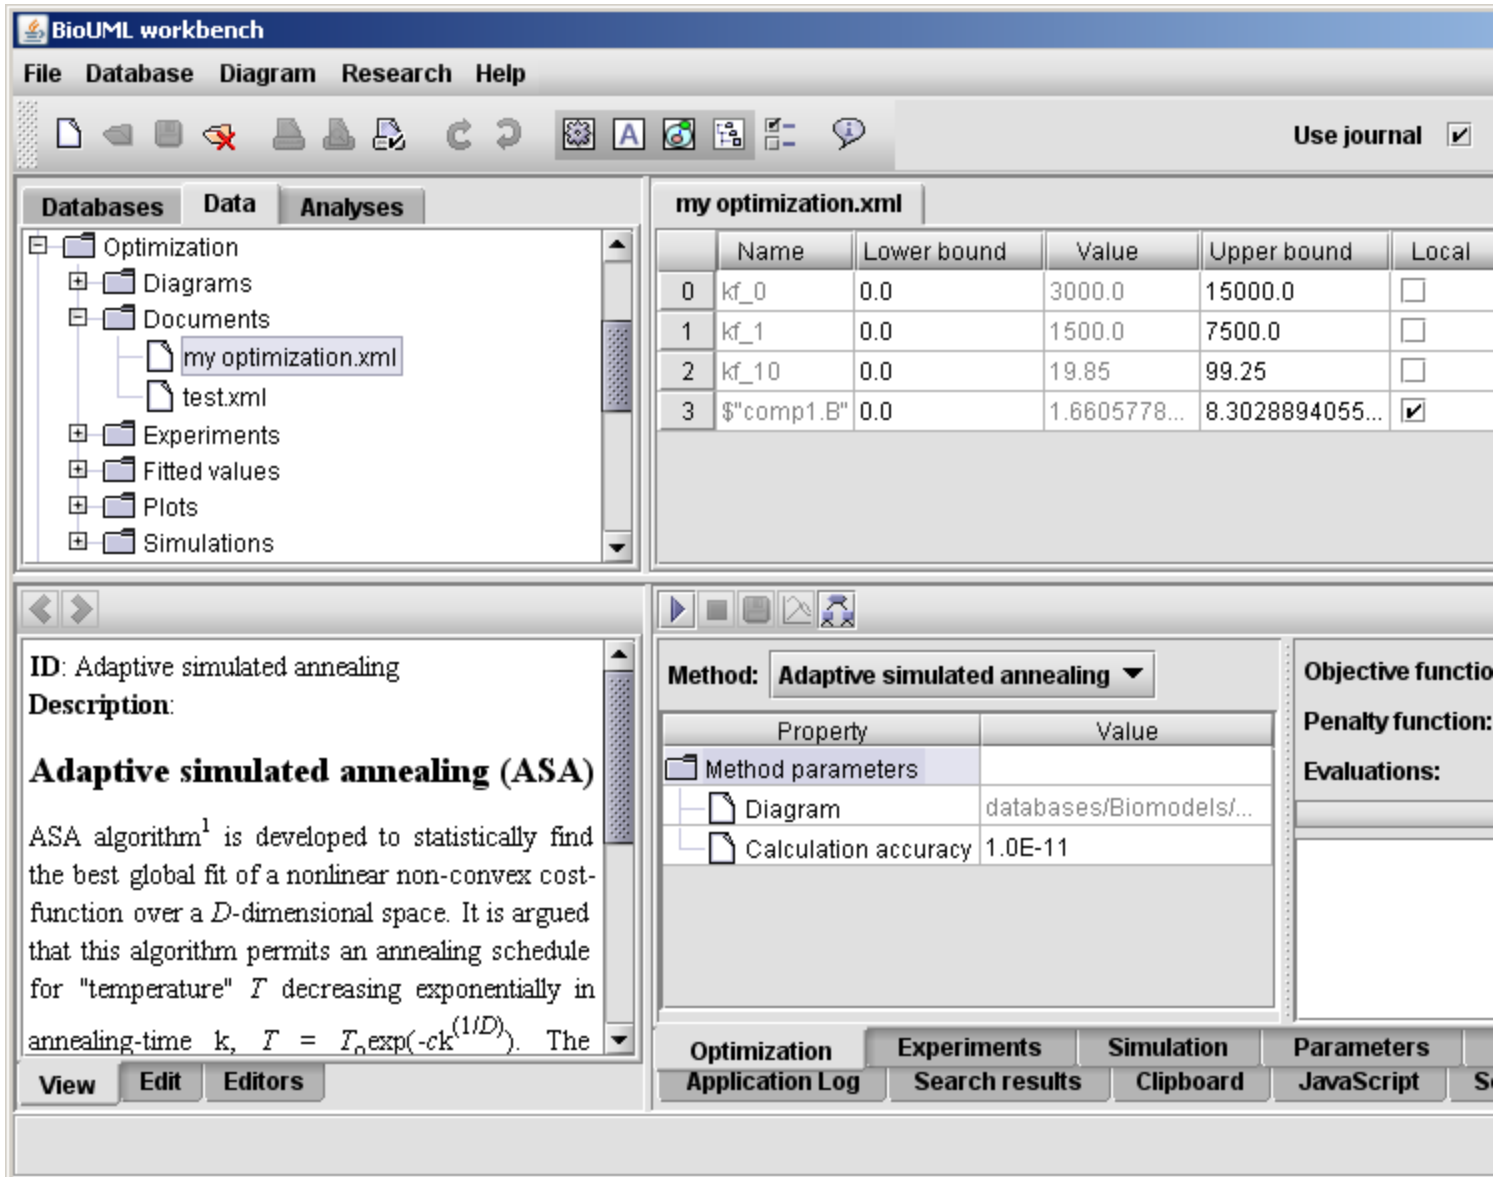 BioUML workbench
File Database Diagram Research Help
A
Use journal
Databases Data Analyses
Optimization
Diagrams
Documents
my optimization.xml
test.xml
Experiments
Fitted values
Plots
Simulations
my optimization.xml
Name Lower bound Value Upper bound Local
0 kf_0 0.0 3000.0 15000.0
1 kf_1 0.0 1500.0 7500.0
2 kf_10 0.0 19.85 99.25
3 $"comp1.B" 0.0 1.6605778... 8.3028894055...
ID: Adaptive simulated annealing
Description:
Adaptive simulated annealing (ASA)
ASA algorithm1 is developed to statistically find
the best global fit of a nonlinear non-convex cost-
function over a D-dimensional space. It is argued
that this algorithm permits an annealing schedule
for "temperature" T decreasing exponentially in
annealing-time k, T = T0exp(-ck(1/D)). The
View Edit Editors
Method: Adaptive simulated annealing
Property Value
Method parameters
Diagram databases/Biomodels/...
Calculation accuracy 1.0E-11
Objective functio
Penalty function:
Evaluations:
Optimization Experiments Simulation Parameters
Application Log Search results Clipboard JavaScript